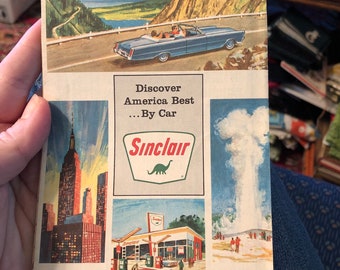 Discover
America Best
...By Car
Sinclair